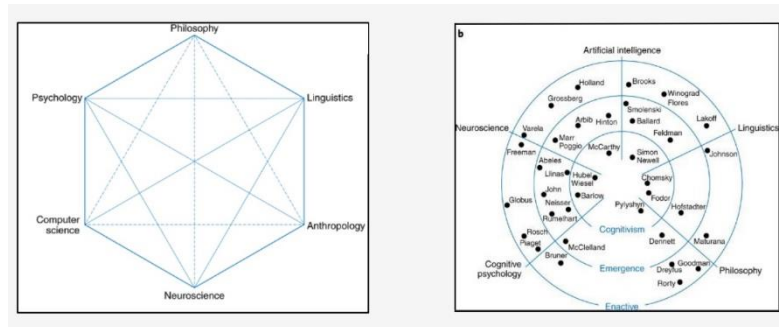 Philosophy
Psychology
Linguistics
Computer
science
Anthropology
Neuroscience
b
Artificial intelligence
Holland
Brooks
Grossberg
Winograd
Flores
Smolenski
Arbib
Hinton
Ballard
Lakoff
Neuroscience
Varela
Feldman
Linguistics
Freeman
Marr
Poggio
McCarthy
Simon
Newell
Johnson
Abeles
Llinas
Hubel
Wiesel
Chomsky
John
Barlow
Fodor
Globus
Neisser
Pylyshyn
Hofstadter
Rumelhart
Cognitivism
Rosch
McClelland
Dennett
Maturana
Piaget
Bruner
Cognitive
psychology
Emergence
Dreyfus
Goodman
Philosophy
Rorty
Enactive